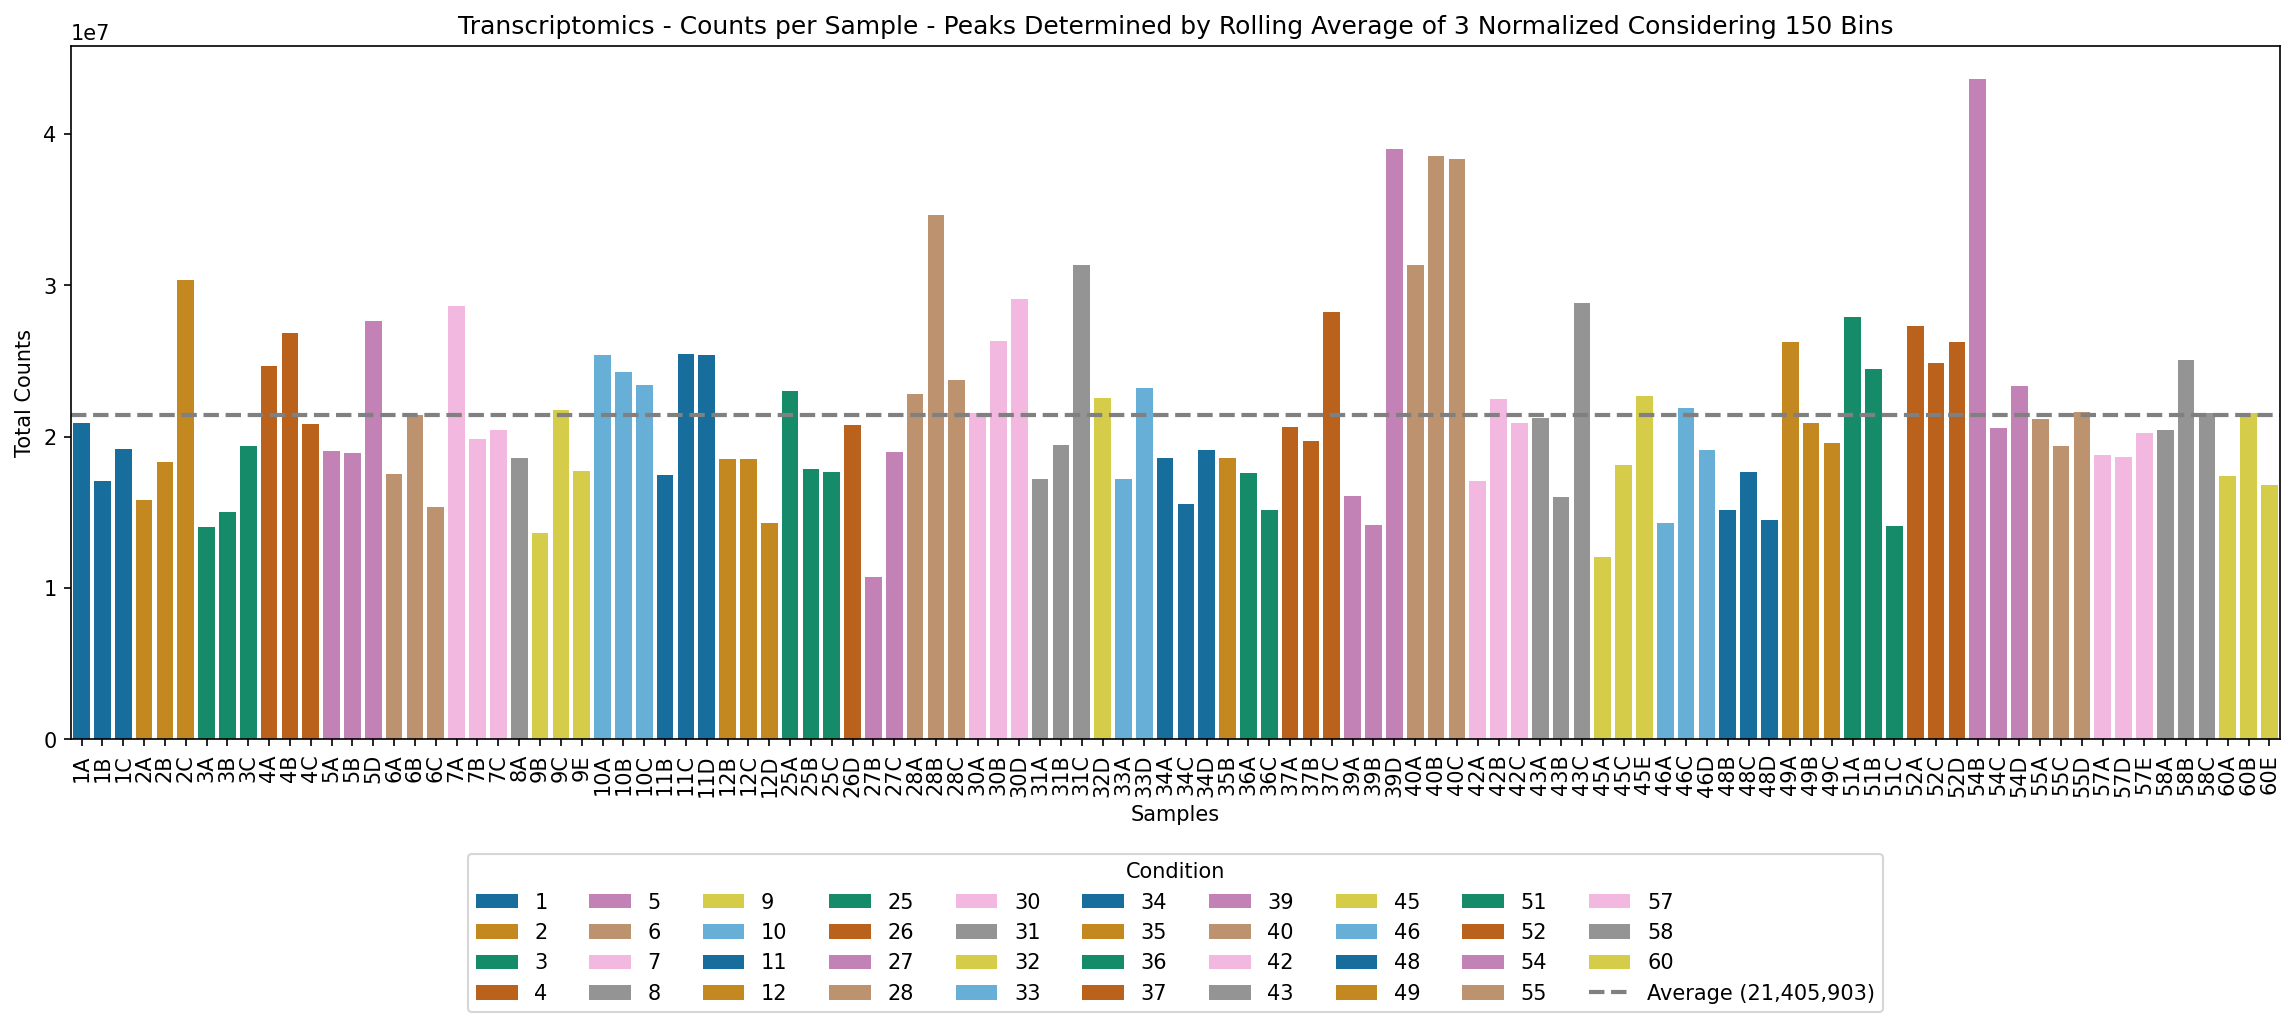 Transcriptomics - Counts per Sample - Peaks Determined by Rolling Average of 3 Normalized Considering 150 Bins
1e7
4
3
2
1
0
Total Counts
1A 1B 1C 2A 2B 2C 3A 3B 3C 4A 4B 4C 5A 5B 5D 6A 6B 6C 7A 7B 7C 8A 9B 9C 9E 10A 10B 10C 11B 11C 11D 12B 12C 12D 25A 25B 25C 26D 27B 27C 28A 28B 28C 30A 30B 30D 31A 31B 31C 32D 33A 33D 34A 34C 34D 35B 36A 36C 37A 37B 37C 39A 39B 39D 40A 40B 40C 42A 42B 42C 43A 43B 43C 45A 45C 45E 46A 46C 46D 48B 48C 48D 49A 49B 49C 51A 51B 51C 52A 52C 52D 54B 54C 54D 55A 55C 55D 57A 57D 57E 58A 58B 58C 60A 60B 60E
Samples
Condition
1 5 9 25 30 34 39 45 51 57
2 6 10 26 31 35 40 46 52 58
3 7 11 27 32 36 42 48 54 60
4 8 12 28 33 37 43 49 55 Average (21,405,903)